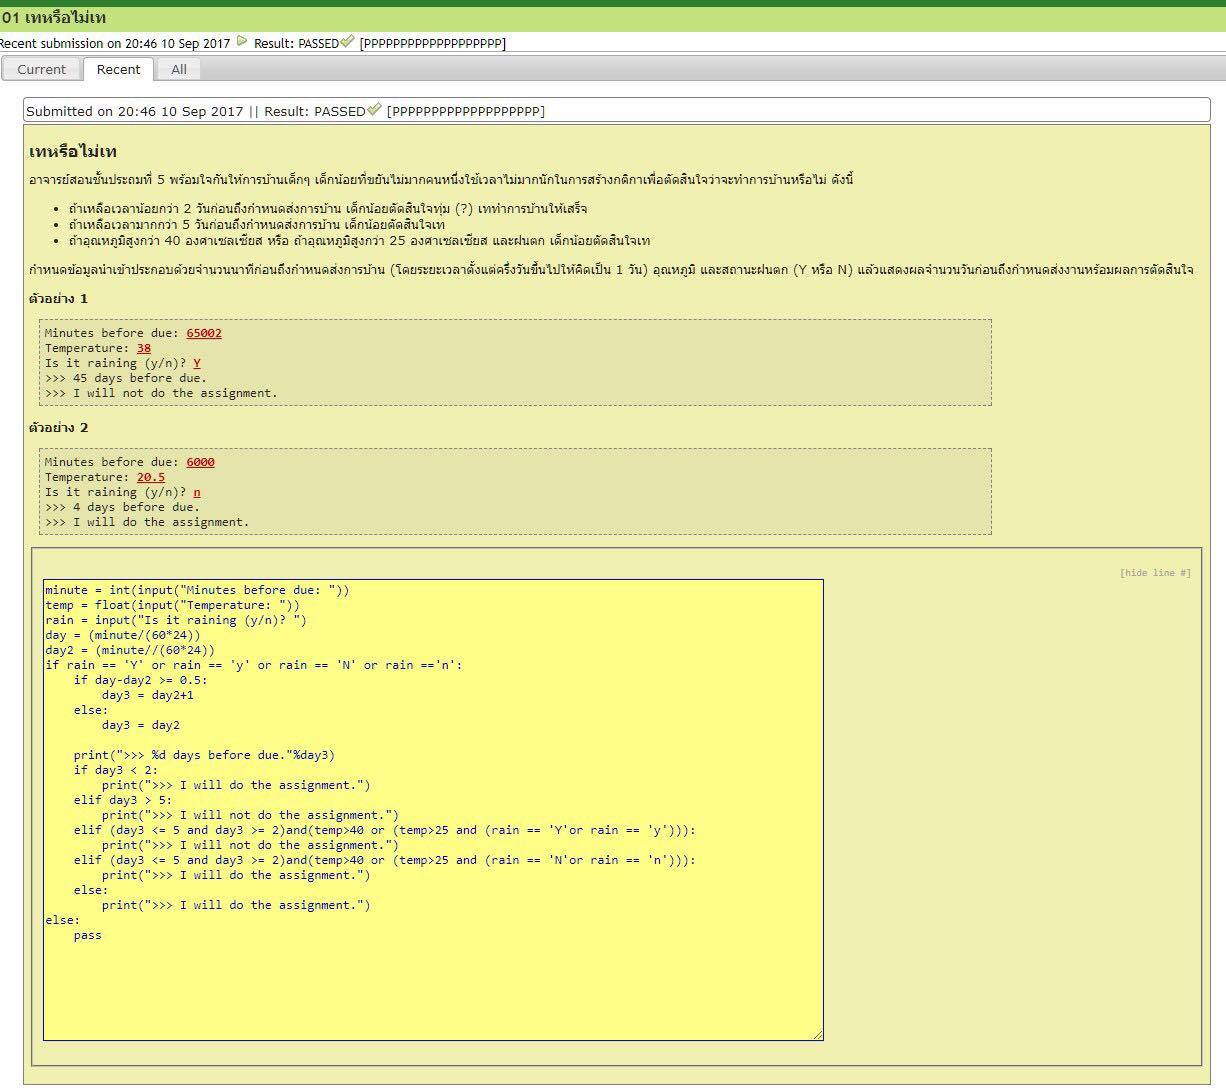 01 เทหรือไม่เท
Recent submission on 20:46 10 Sep 2017 Result: PASSED [PPPPPPPPPPPPPPPPPPP]
Current Recent All
Submitted on 20:46 10 Sep 2017 || Result: PASSED [PPPPPPPPPPPPPPPPPPP]
เทหรือไม่เท
อาจารย์สอนชั้นประถมที่ 5 พร้อมใจกันให้การบ้านเด็กๆ เด็กน้อยที่ขยันไม่มากคนหนึ่งใช้เวลาไม่มากนักในการสร้างกติกาเพื่อตัดสินใจว่าจะทำการบ้านหรือไม่ ดังนี้
• ถ้าเหลือเวลาน้อยกว่า 2 วันก่อนถึงกำหนดส่งการบ้าน เด็กน้อยตัดสินใจทุ่ม (?) เททำการบ้านให้เสร็จ
• ถ้าเหลือเวลามากกว่า 5 วันก่อนถึงกำหนดส่งการบ้าน เด็กน้อยตัดสินใจเท
• ถ้าอุณหภูมิสูงกว่า 40 องศาเซลเซียส หรือ ถ้าอุณหภูมิสูงกว่า 25 องศาเซลเซียส และฝนตก เด็กน้อยตัดสินใจเท
กำหนดข้อมูลนำเข้าประกอบด้วยจำนวนนาทีก่อนถึงกำหนดส่งการบ้าน (โดยระยะเวลาตั้งแต่ครึ่งวันขึ้นไปให้คิดเป็น 1 วัน) อุณหภูมิ และสถานะฝนตก (Y หรือ N) แล้วแสดงผลจำนวนวันก่อนถึงกำหนดส่งงานหร้อมผลการตัดสินใจ
ตัวอย่าง 1
Minutes before due: 65002
Temperature: 38
Is it raining (y/n)? Y
>>> 45 days before due.
>>> I will not do the assignment.
ตัวอย่าง 2
Minutes before due: 6000
Temperature: 20.5
Is it raining (y/n)? n
>>> 4 days before due.
>>> I will do the assignment.
[hide line #]
minute = int(input("Minutes before due: "))
temp = float(input("Temperature: "))
rain = input("Is it raining (y/n)? ")
day = (minute/(60*24))
day2 = (minute//(60*24))
if rain == 'Y' or rain == 'y' or rain == 'N' or rain =='n':
    if day-day2 >= 0.5:
        day3 = day2+1
    else:
        day3 = day2
    print(">>> %d days before due."%day3)
    if day3 < 2:
        print(">>> I will do the assignment.")
    elif day3 > 5:
        print(">>> I will not do the assignment.")
    elif (day3 <= 5 and day3 >= 2)and(temp>40 or (temp>25 and (rain == 'Y'or rain == 'y'))):
        print(">>> I will not do the assignment.")
    elif (day3 <= 5 and day3 >= 2)and(temp>40 or (temp>25 and (rain == 'N'or rain == 'n'))):
        print(">>> I will do the assignment.")
    else:
        print(">>> I will do the assignment.")
else:
    pass